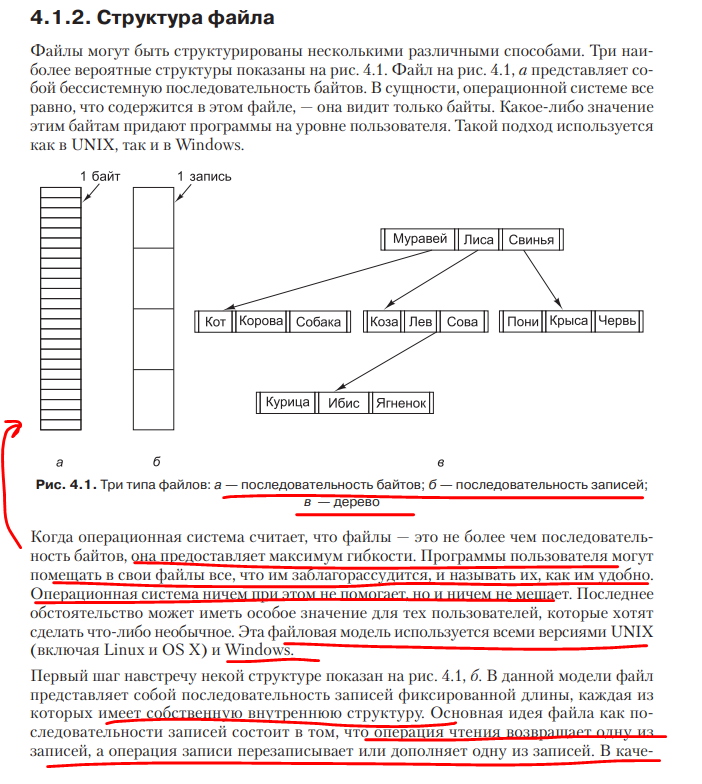 4.1.2. Структура файла
Файлы могут быть структурированы несколькими различными способами. Три наи-
более вероятные структуры показаны на рис. 4.1. Файл на рис. 4.1, а представляет со-
бой бессистемную последовательность байтов. В сущности, операционной системе все
равно, что содержится в этом файле, — она видит только байты. Какое-либо значение
этим байтам придают программы на уровне пользователя. Такой подход используется
как в UNIX, так и в Windows.
1 байт
1 запись
Муравей Лиса Свинья
Кот Корова Собака
Коза Лев Сова
Пони Крыса Червь
Курица Ибис Ягненок
а б в
Рис. 4.1. Три типа файлов: а — последовательность байтов; б — последовательность записей;
в — дерево
Когда операционная система считает, что файлы — это не более чем последователь-
ность байтов, она предоставляет максимум гибкости. Программы пользователя могут
помещать в свои файлы все, что им заблагорассудится, и называть их, как им удобно.
Операционная система ничем при этом не помогает, но и ничем не мешает. Последнее
обстоятельство может иметь особое значение для тех пользователей, которые хотят
сделать что-либо необычное. Эта файловая модель используется всеми версиями UNIX
(включая Linux и OS X) и Windows.
Первый шаг навстречу некой структуре показан на рис. 4.1, б. В данной модели файл
представляет собой последовательность записей фиксированной длины, каждая из
которых имеет собственную внутреннюю структуру. Основная идея файла как по-
следовательности записей состоит в том, что операция чтения возвращает одну из
записей, а операция записи перезаписывает или дополняет одну из записей. В каче-